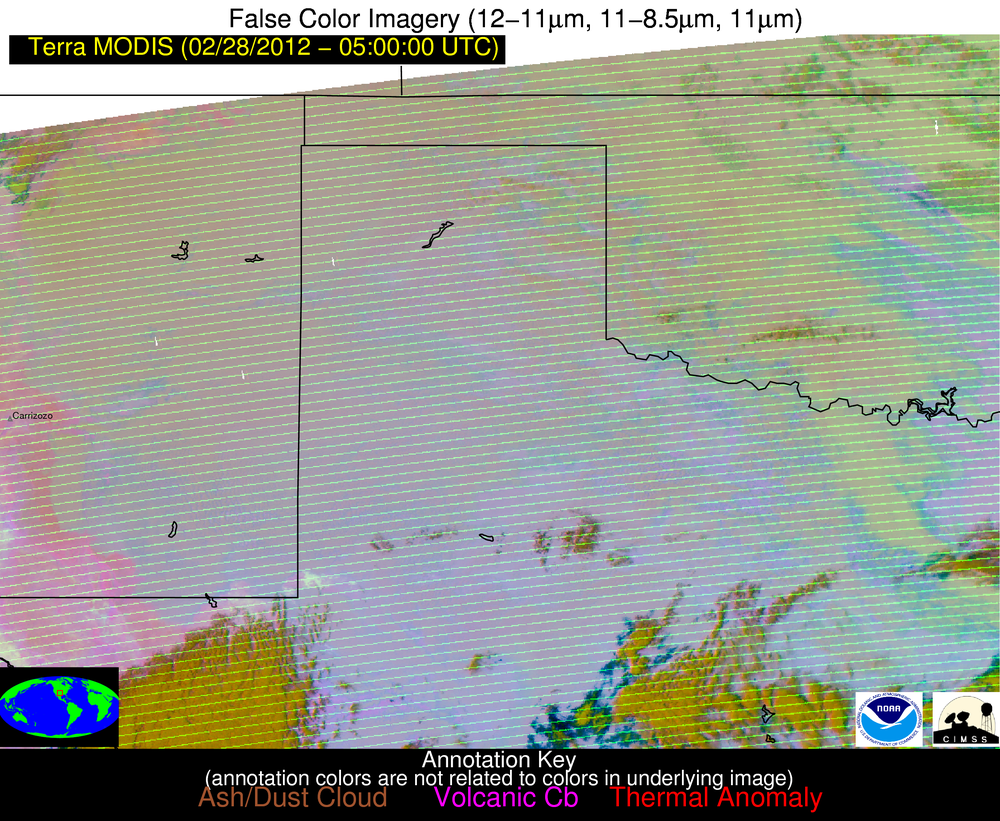 False Color Imagery (12−11μm, 11−8.5μm, 11μm)
Terra MODIS (02/28/2012 − 05:00:00 UTC)
Carrizozo
NOAA
CIMSS
Annotation Key
(annotation colors are not related to colors in underlying image)
Ash/Dust Cloud Volcanic Cb Thermal Anomaly